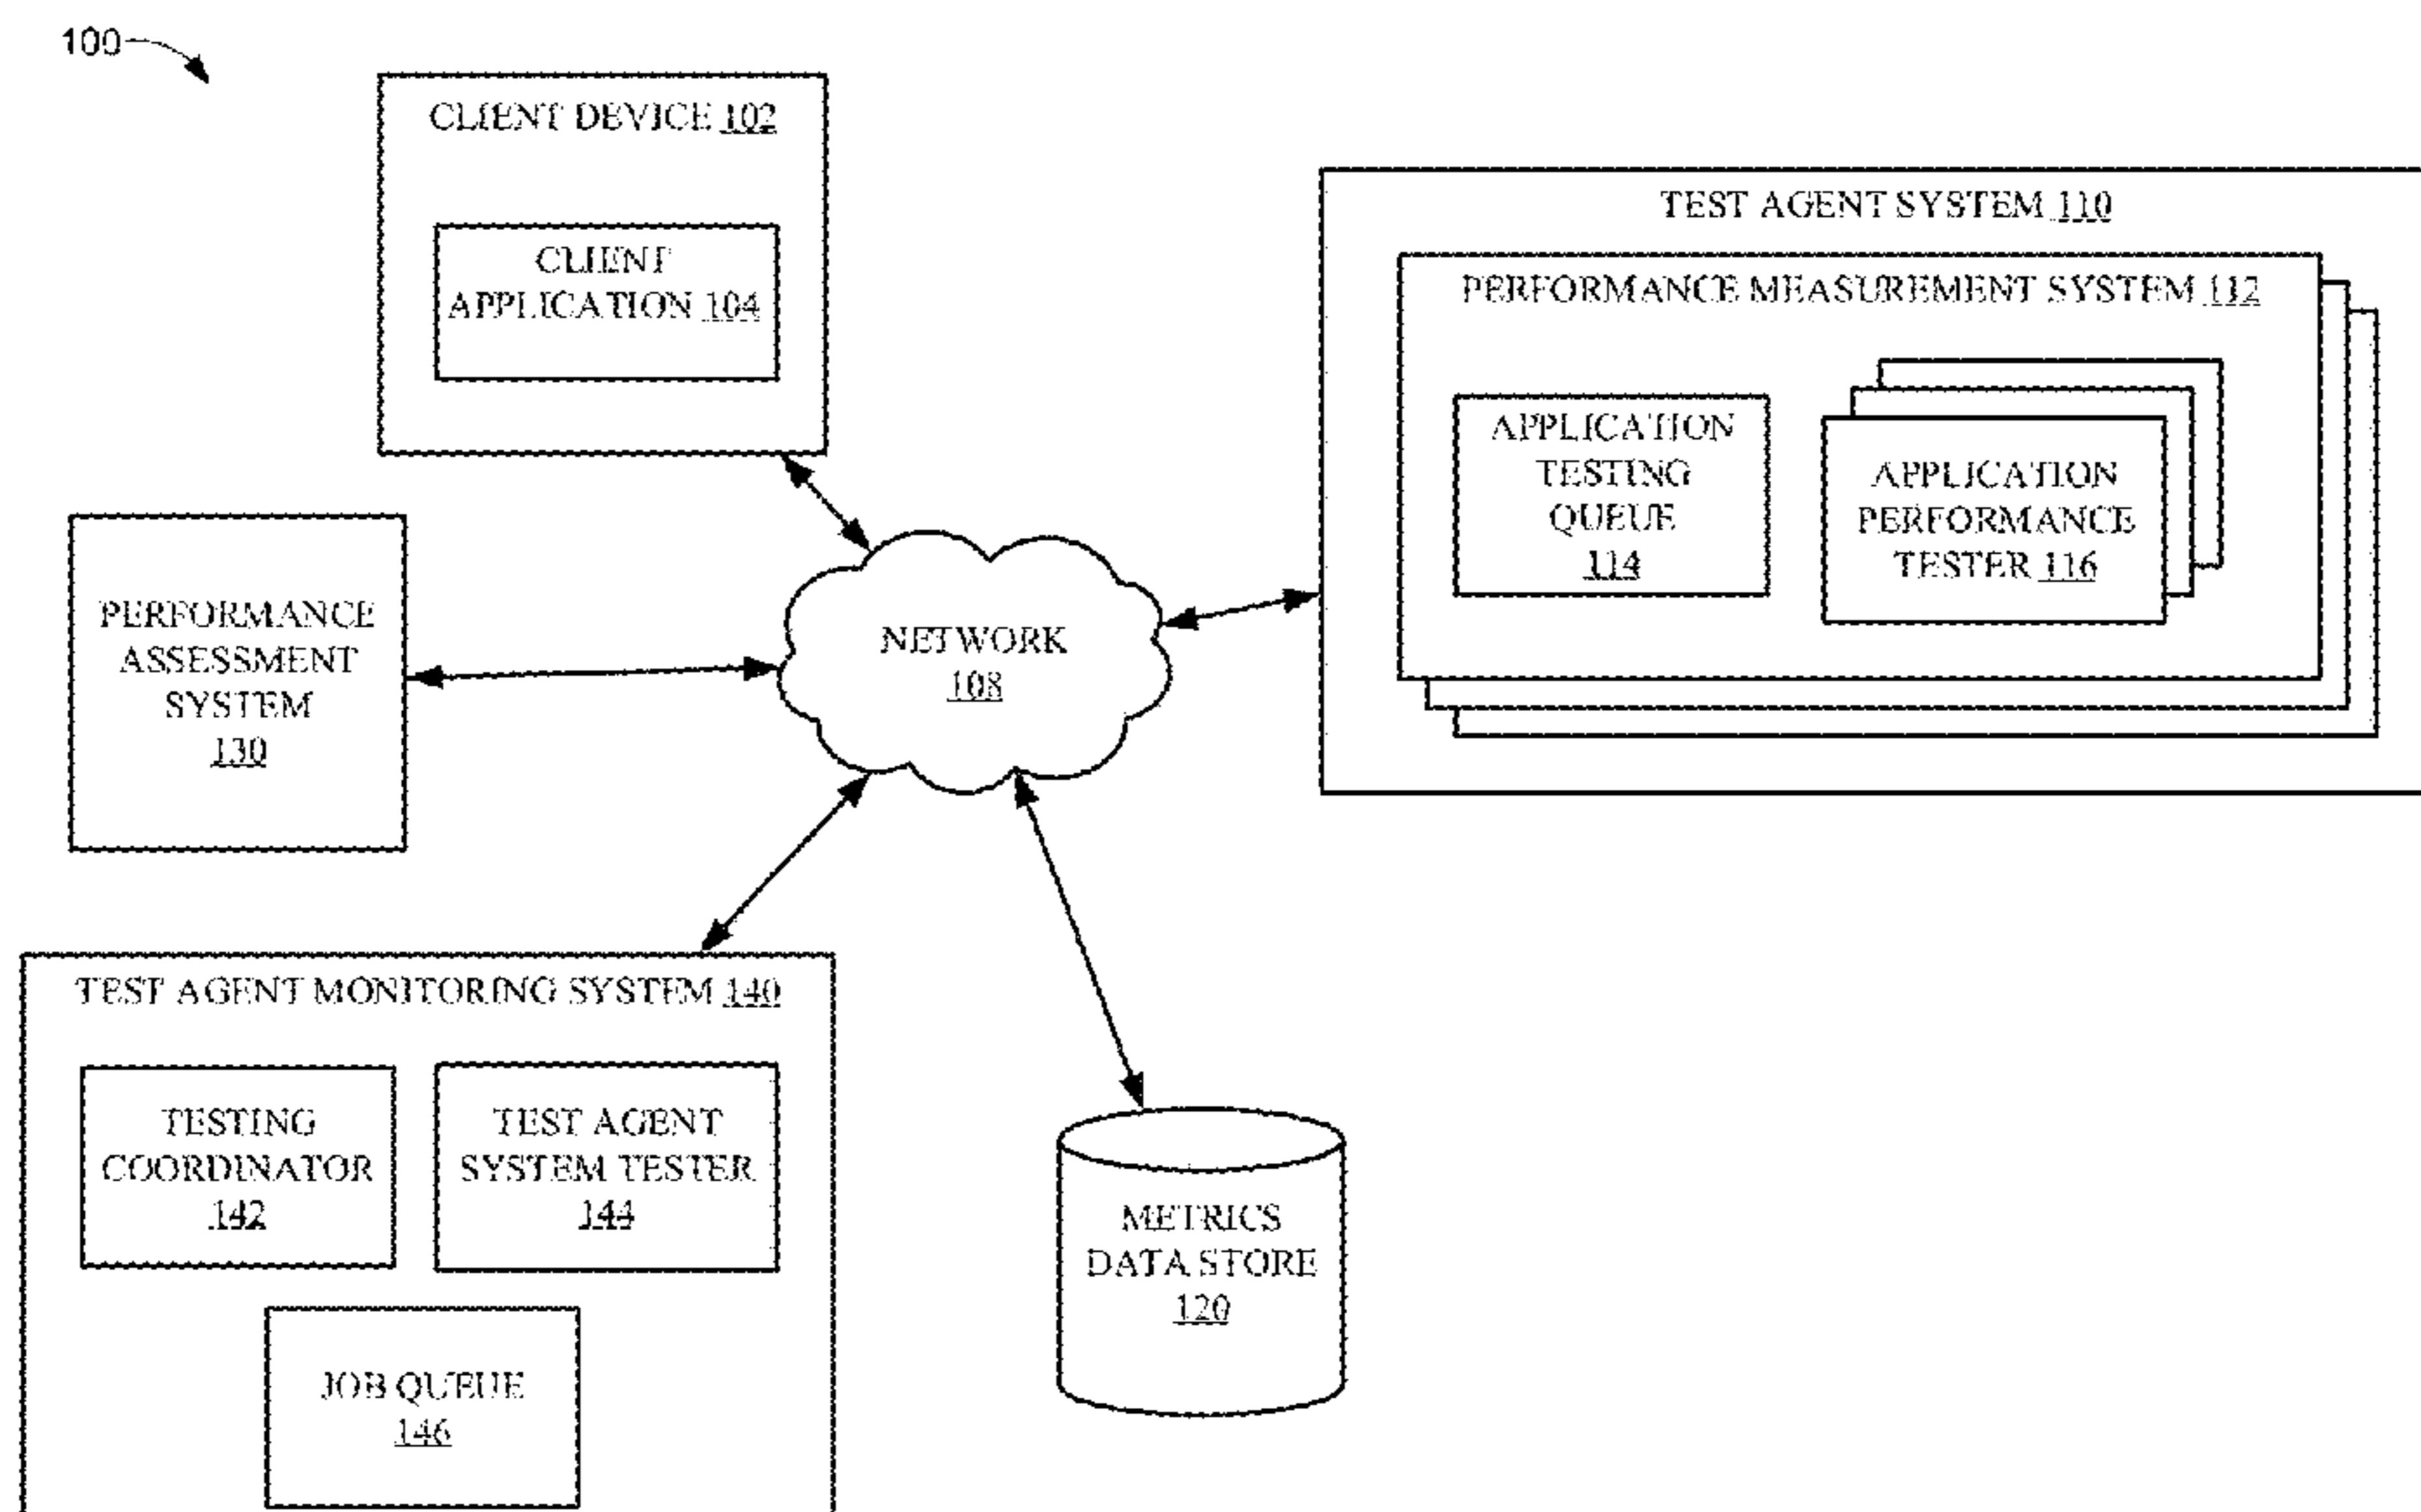 100
CLIENT DEVICE 102
CLIENT
APPLICATION 104
TEST AGENT SYSTEM 110
PERFORMANCE MEASUREMENT SYSTEM 112
APPLICATION
TESTING
QUEUE
114
APPLICATION
PERFORMANCE
TESTER 116
PERFORMANCE
ASSESSMENT
SYSTEM
130
NETWORK
108
TEST AGENT MONITORING SYSTEM 140
TESTING
COORDINATOR
142
TEST AGENT
SYSTEM TESTER
144
JOB QUEUE
146
METRICS
DATA STORE
120